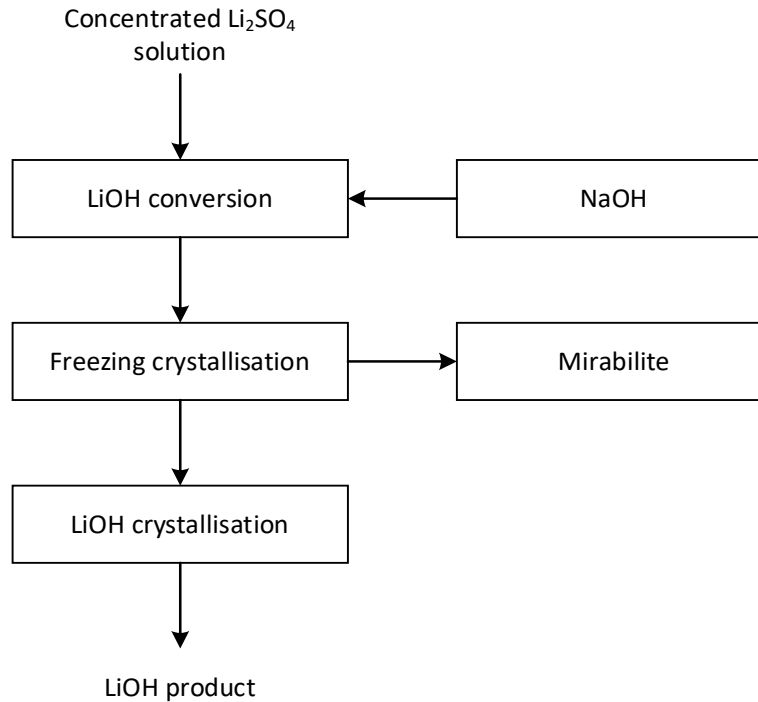 Concentrated Li₂SO₄
solution
LiOH conversion
NaOH
Freezing crystallisation
Mirabilite
LiOH crystallisation
LiOH product